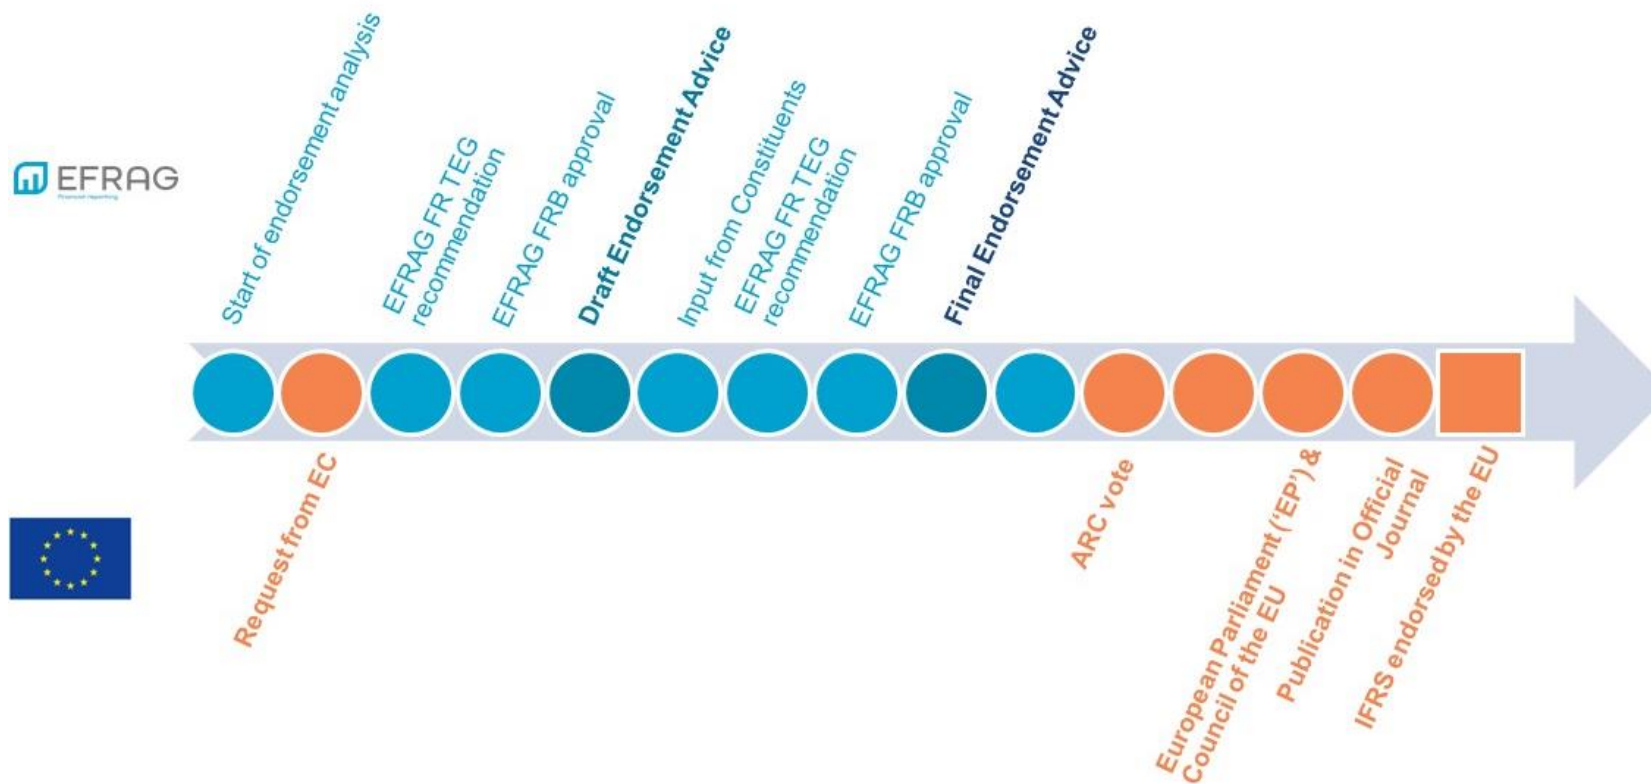 Start of endorsement analysis
EFRAG FR TEG
recommendation
EFRAG FRB approval
Draft Endorsement Advice
Input from Constituents
EFRAG FR TEG
recommendation
EFRAG FRB approval
Final Endorsement Advice
EFRAG
Financial reporting
Request from EC
ARC vote
European Parliament (‘EP’) &
Council of the EU
Publication in Official
Journal
IFRS endorsed by the EU